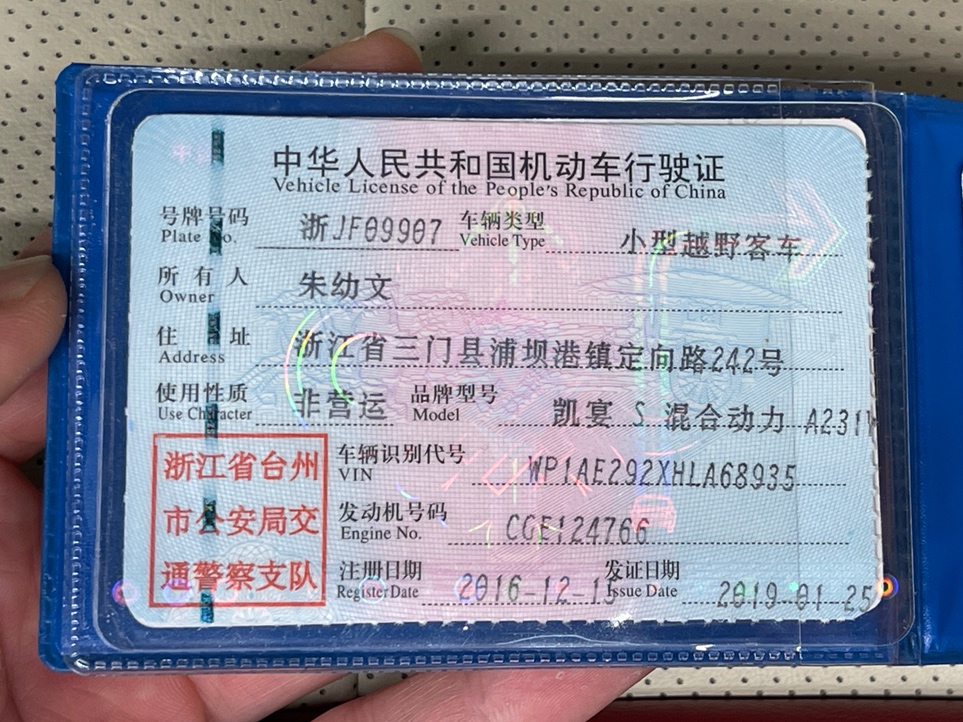 中华人民共和国机动车行驶证
Vehicle License of the People's Republic of China
号牌号码 浙JF09907 车辆类型 小型越野客车
Plate No. Vehicle Type
所有人 朱幼文
Owner
住址 浙江省三门县浦坝港镇定向路242号
Address
使用性质 非营运 品牌型号 凯宴 S 混合动力
Use Character Model
浙江省台州
市公安局交
通警察支队
车辆识别代号 WP1AE292XHLA68935
VIN
发动机号码
Engine No.
注册日期 发证日期 2019-01-25
Register Date Issue Date